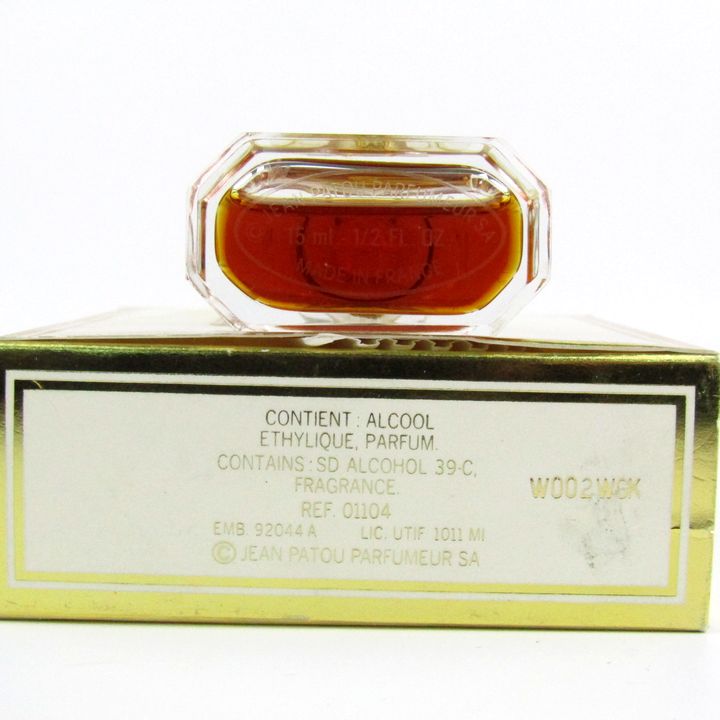 © JEAN PATOU PARFUMEUR SA
15 ml - 1/2 FL. OZ
MADE IN FRANCE
CONTIENT : ALCOOL
ETHYLIQUE, PARFUM.
CONTAINS : SD ALCOHOL 39-C,
FRAGRANCE.
REF. 01104
EMB. 92044 A LIC. UTIF 1011 MI
© JEAN PATOU PARFUMEUR SA